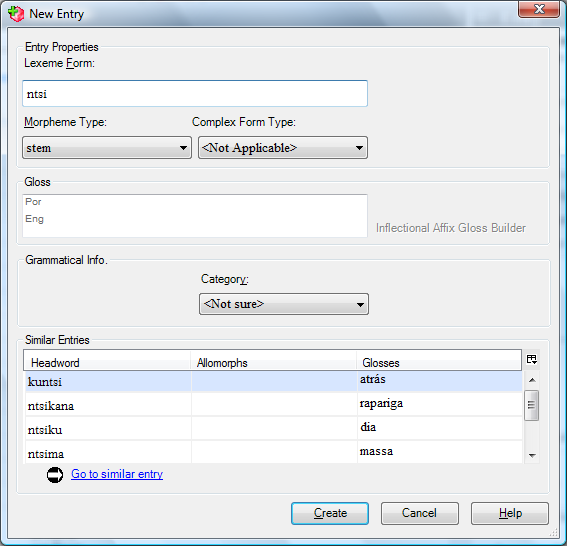 New Entry
Entry Properties
Lexeme Form:
ntsi
Morpheme Type: Complex Form Type:
stem <Not Applicable>
Gloss
Por
Eng
Inflectional Affix Gloss Builder
Grammatical Info.
Category:
<Not sure>
Similar Entries
Headword Allomorphs Glosses
kuntsi atrás
ntsikana rapariga
ntsiku dia
ntsima massa
Go to similar entry
Create Cancel Help